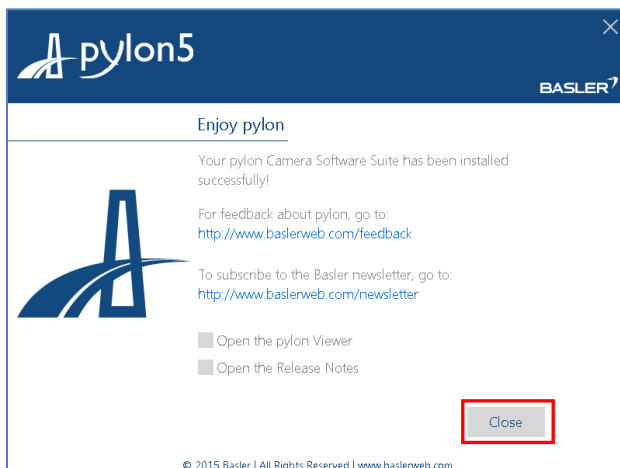 pylon5
BASLER
Enjoy pylon
Your pylon Camera Software Suite has been installed
successfully!
For feedback about pylon, go to:
http://www.baslerweb.com/feedback
To subscribe to the Basler newsletter, go to:
http://www.baslerweb.com/newsletter
Open the pylon Viewer
Open the Release Notes
Close
© 2015 Basler | All Rights Reserved | www.baslerweb.com